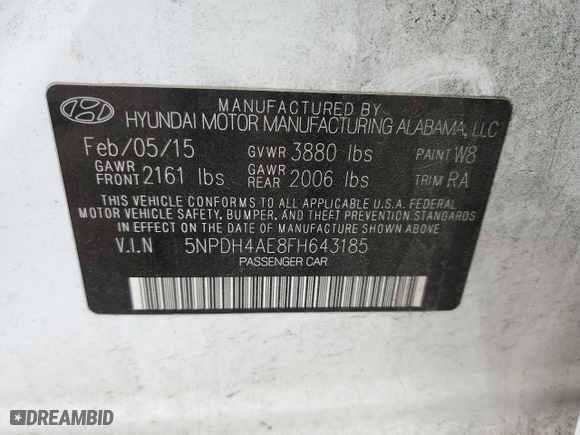 MANUFACTURED BY
HYUNDAI MOTOR MANUFACTURING ALABAMA, LLC
Feb/05/15 GVWR 3880 lbs PAINT W8
GAWR FRONT 2161 lbs GAWR REAR 2006 lbs TRIM RA
THIS VEHICLE CONFORMS TO ALL APPLICABLE U.S.A. FEDERAL
MOTOR VEHICLE SAFETY, BUMPER, AND THEFT PREVENTION STANDARDS
IN EFFECT ON THE DATE OF MANUFACTURE SHOWN ABOVE.
V.I.N 5NPDH4AE8FH643185
PASSENGER CAR
DREAMBID